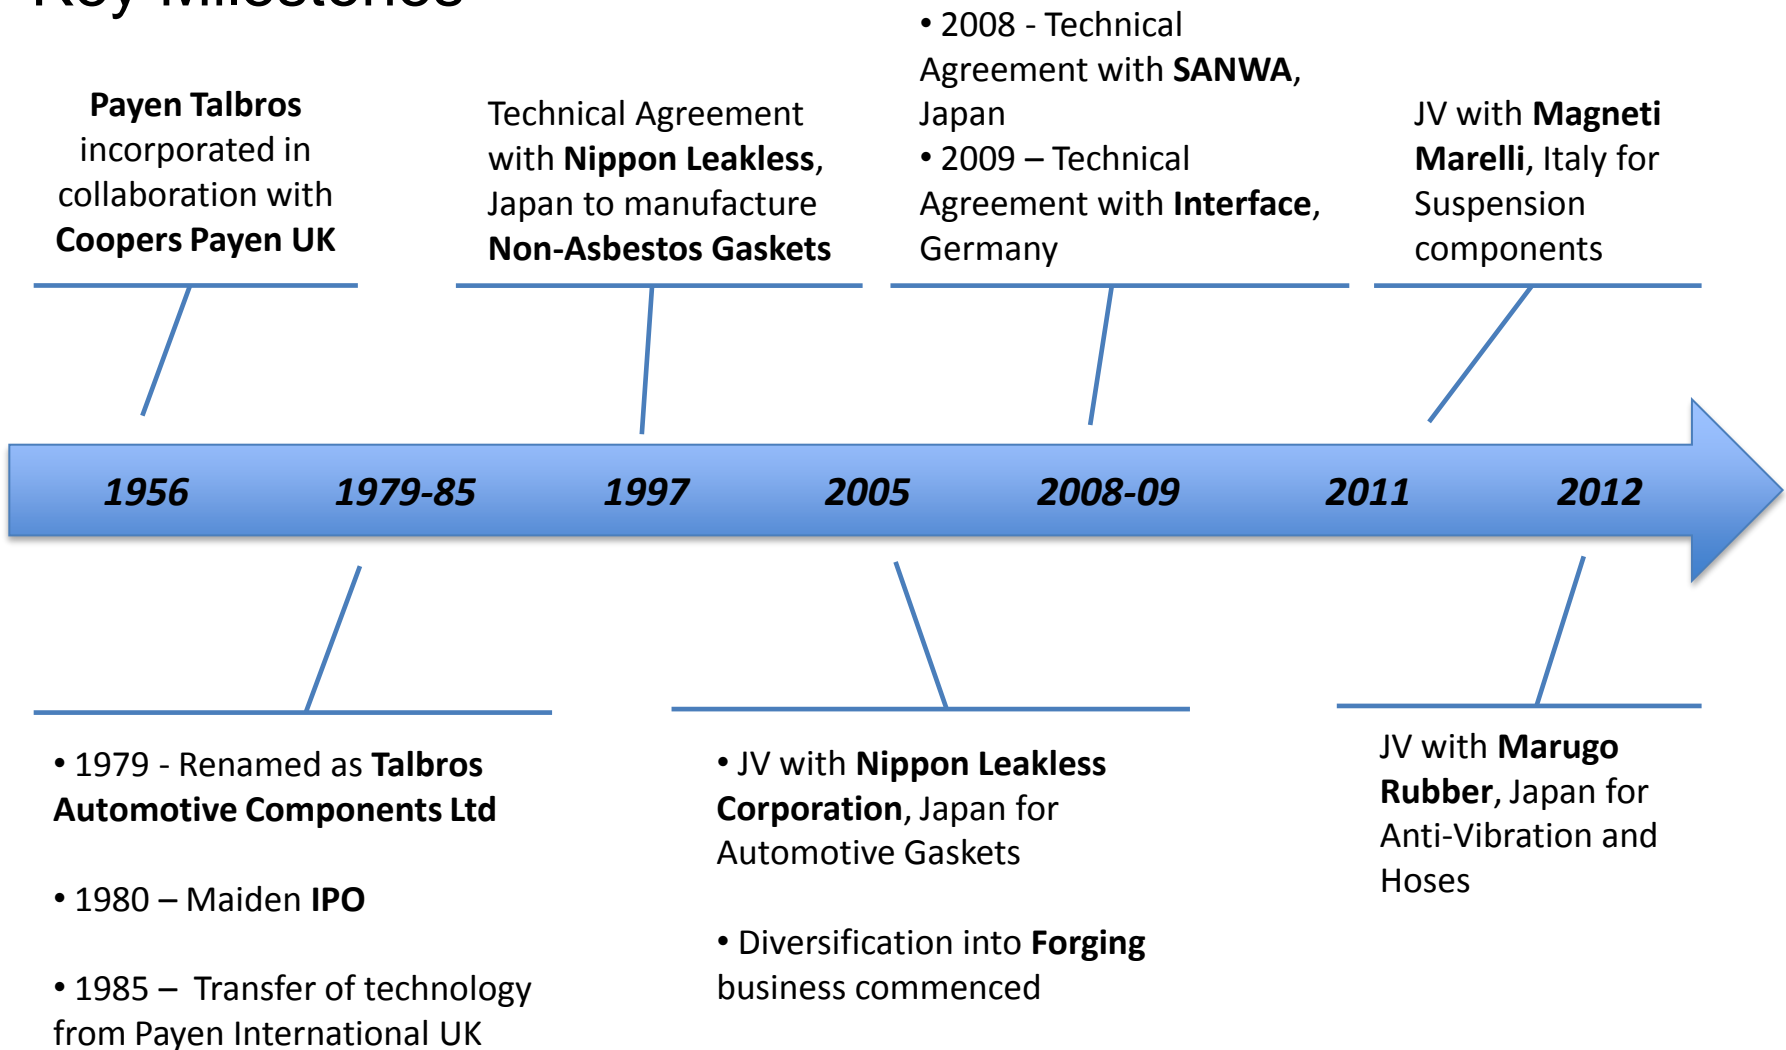 Key Milestones
Payen Talbros
incorporated in
collaboration with
Coopers Payen UK
Technical Agreement
with Nippon Leakless,
Japan to manufacture
Non-Asbestos Gaskets
• 2008 - Technical
Agreement with SANWA,
Japan
• 2009 – Technical
Agreement with Interface,
Germany
JV with Magneti
Marelli, Italy for
Suspension
components
1956 1979-85 1997 2005 2008-09 2011 2012
• 1979 - Renamed as Talbros
Automotive Components Ltd
• 1980 – Maiden IPO
• 1985 – Transfer of technology
from Payen International UK
• JV with Nippon Leakless
Corporation, Japan for
Automotive Gaskets
• Diversification into Forging
business commenced
JV with Marugo
Rubber, Japan for
Anti-Vibration and
Hoses